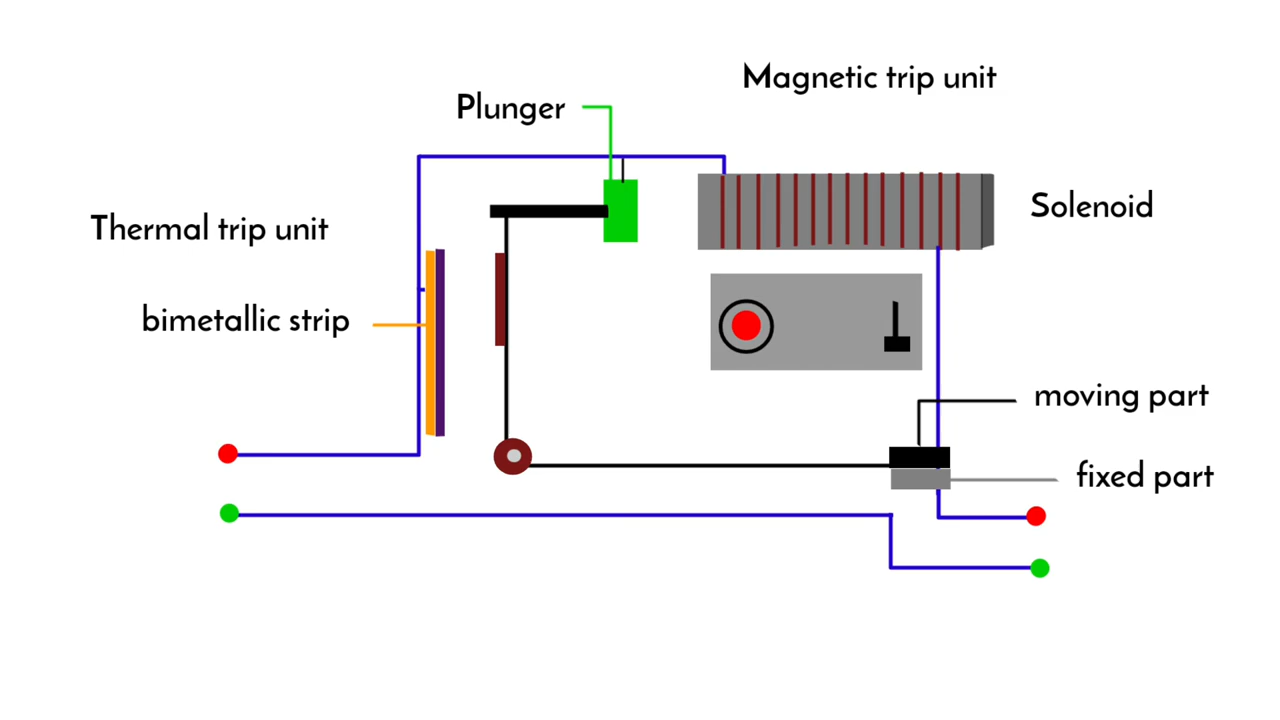 Magnetic trip unit
Plunger
Solenoid
Thermal trip unit
bimetallic strip
moving part
fixed part